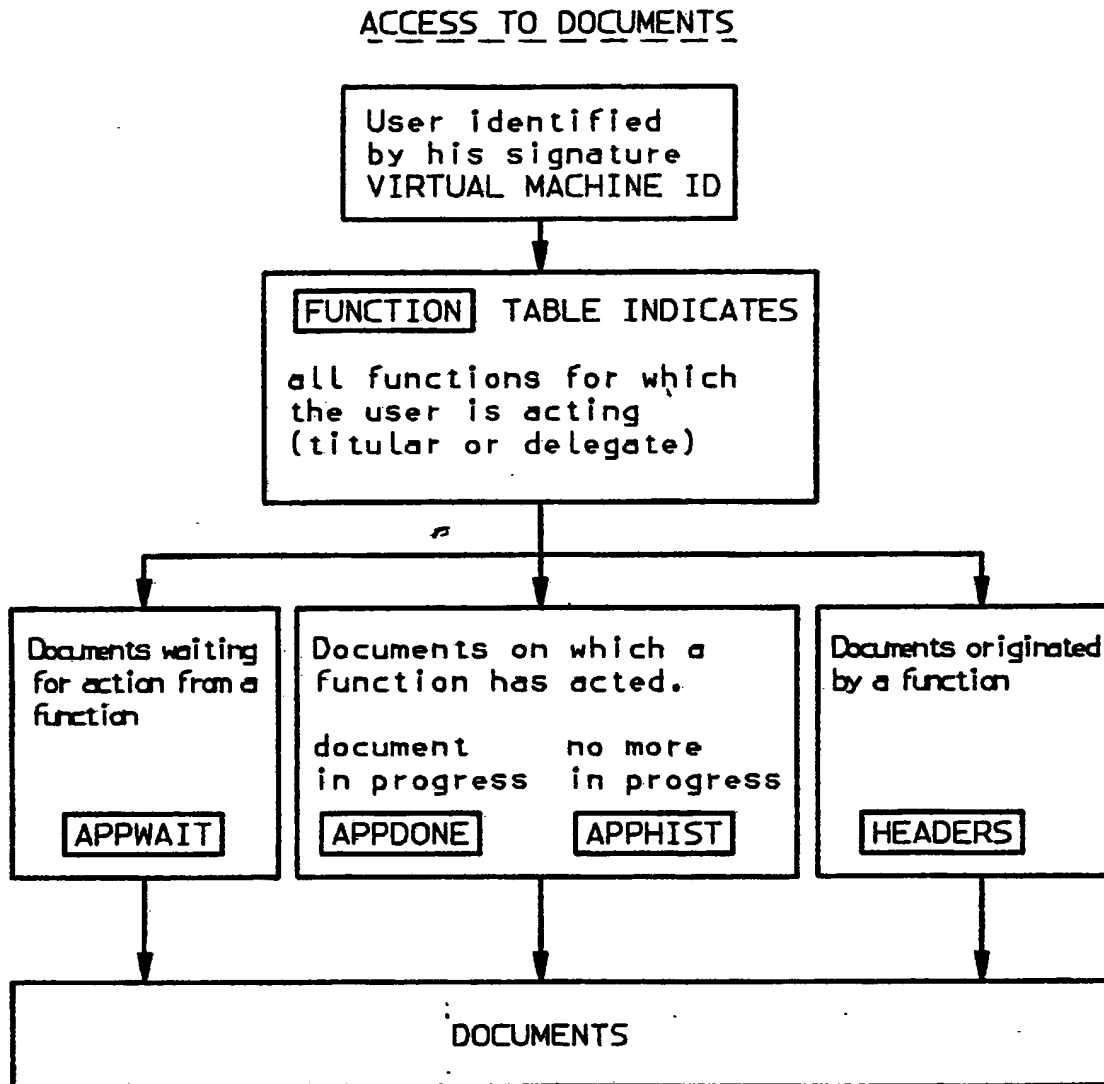 ACCESS TO DOCUMENTS
User identified
by his signature
VIRTUAL MACHINE ID
FUNCTION TABLE INDICATES
all functions for which
the user is acting
(titular or delegate)
Documents waiting
for action from a
function
APPWAIT
Documents on which a
function has acted.
document
in progress
APPDONE
no more
in progress
APPHIST
Documents originated
by a function
HEADERS
DOCUMENTS